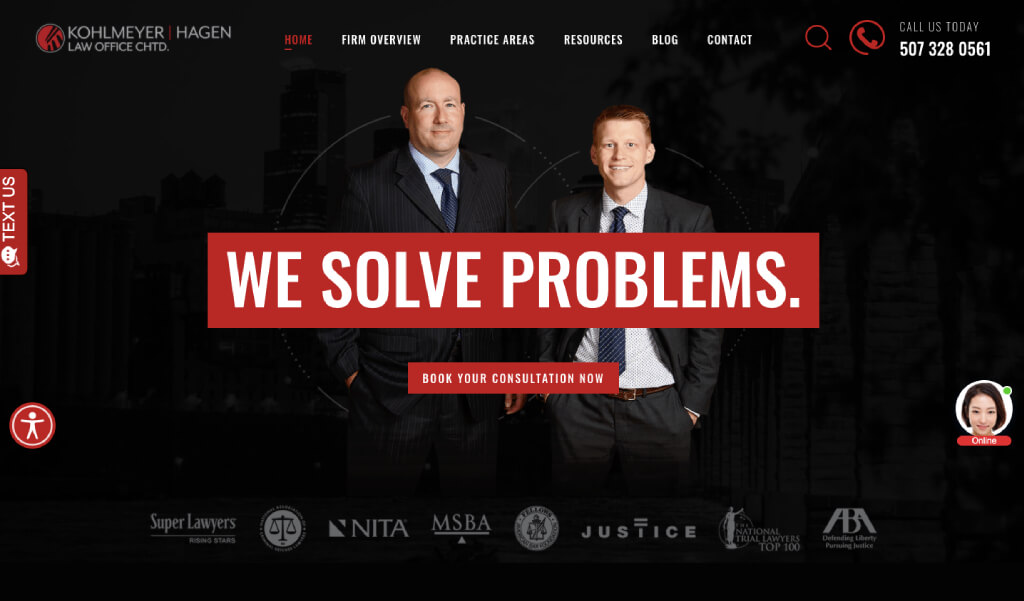 KOHLMEYER | HAGEN
LAW OFFICE CHTD.
HOME
FIRM OVERVIEW
PRACTICE AREAS
RESOURCES
BLOG
CONTACT
CALL US TODAY
507 328 0561
TEXT US
WE SOLVE PROBLEMS.
BOOK YOUR CONSULTATION NOW
Online
Super Lawyers
RISING STARS
NITA
MSBA
FELLOWS
JUSTICE
THE
NATIONAL
TRIAL LAWYERS
TOP 100
ABA
Defending Liberty
Pursuing Justice